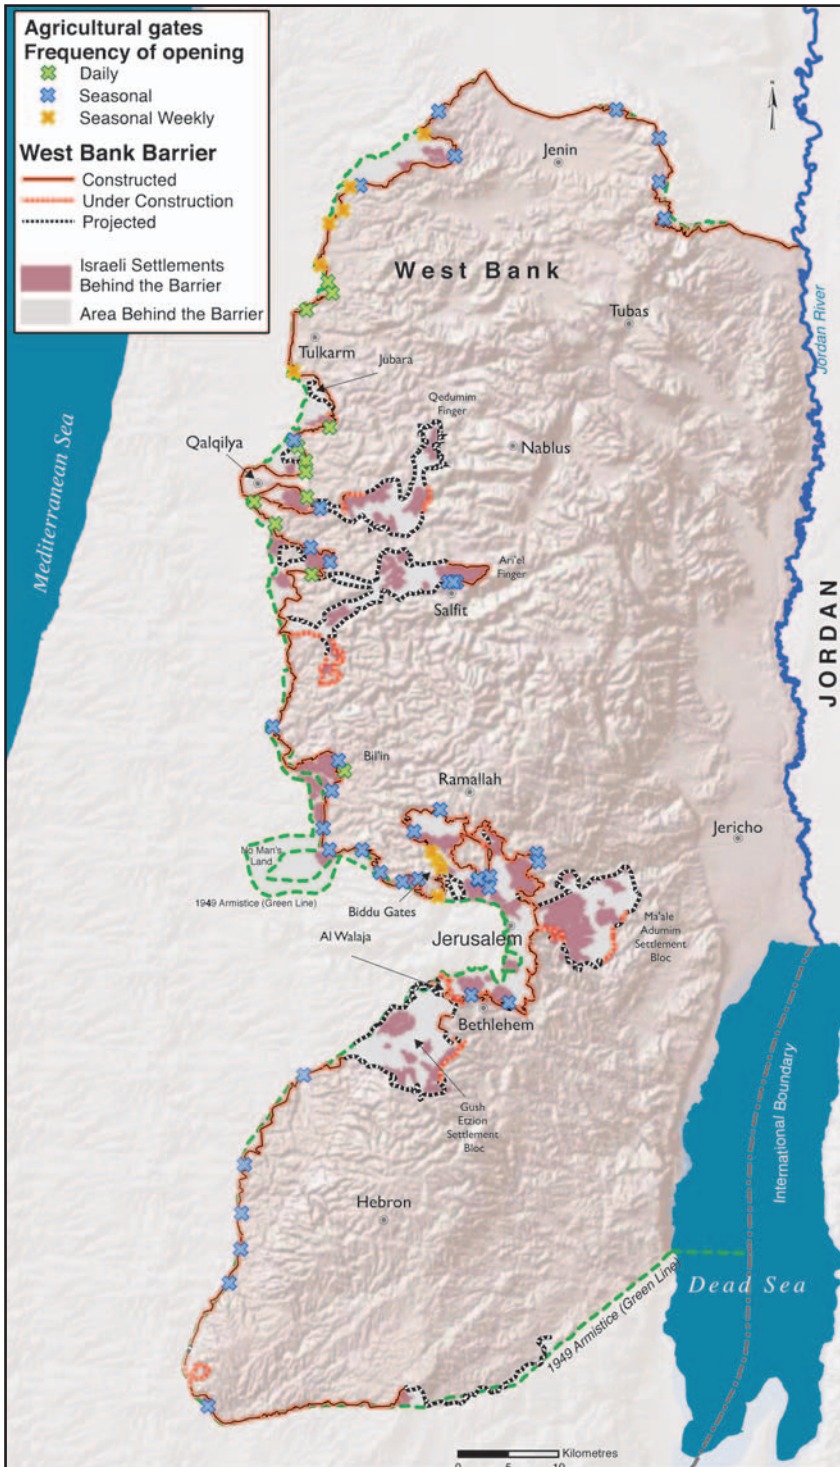 Agricultural gates
Frequency of opening
Daily
Seasonal
Seasonal Weekly
West Bank Barrier
Constructed
Under Construction
Projected
Israeli Settlements
Behind the Barrier
Area Behind the Barrier
N
Jenin
West Bank
Tubas
Jordan River
Tulkarm
Jubara
Qedumim
Finger
Nablus
Qalqilya
Mediterranean Sea
Ari'el
Finger
Salfit
JORDAN
Bil'in
Ramallah
Jericho
No Man's
Land
1949 Armistice (Green Line)
Biddu Gates
Al Walaja
Jerusalem
Ma'ale
Adumim
Settlement
Bloc
Bethlehem
Gush
Etzion
Settlement
Bloc
International Boundary
Hebron
Dead Sea
1949 Armistice (Green Line)
Kilometres
0 5 10